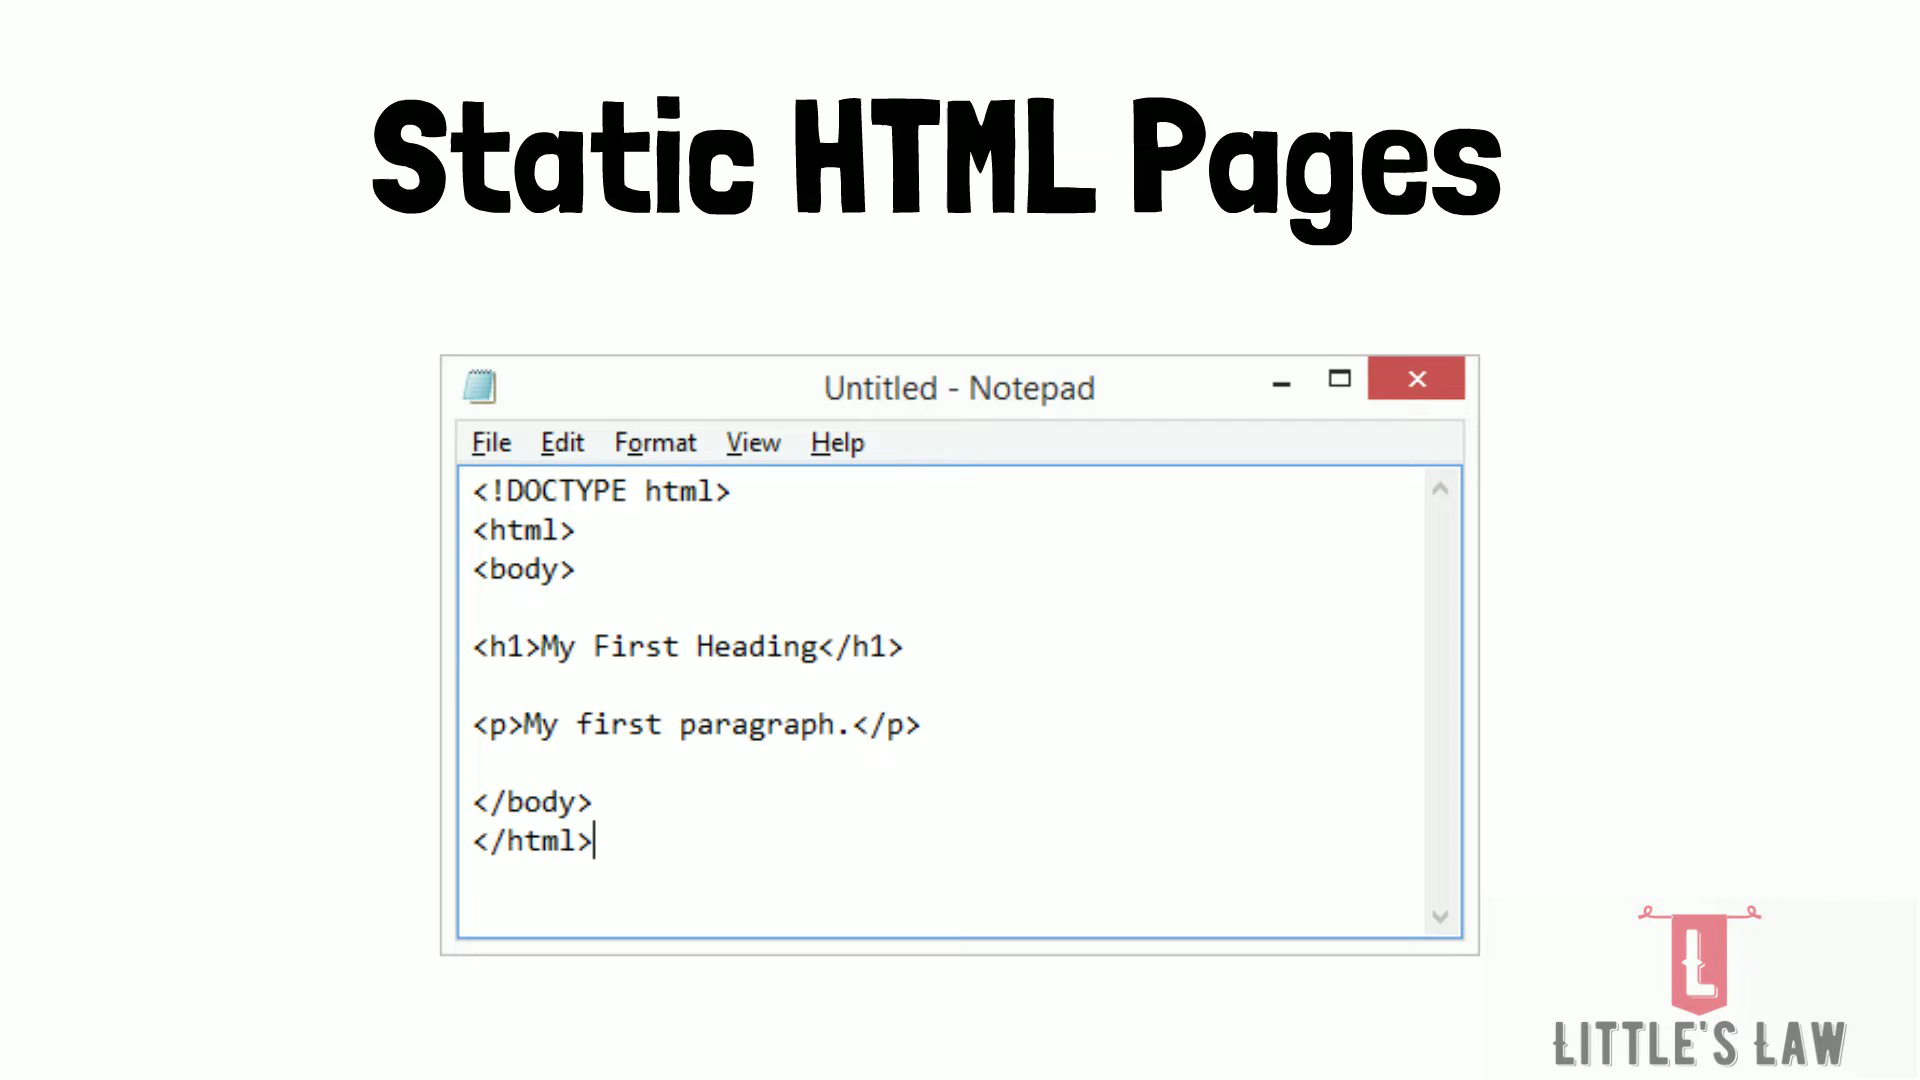 Static HTML Pages
Untitled - Notepad
File Edit Format View Help
<!DOCTYPE html>
<html>
<body>
<h1>My First Heading</h1>
<p>My first paragraph.</p>
</body>
</html>
L
LITTLE'S LAW